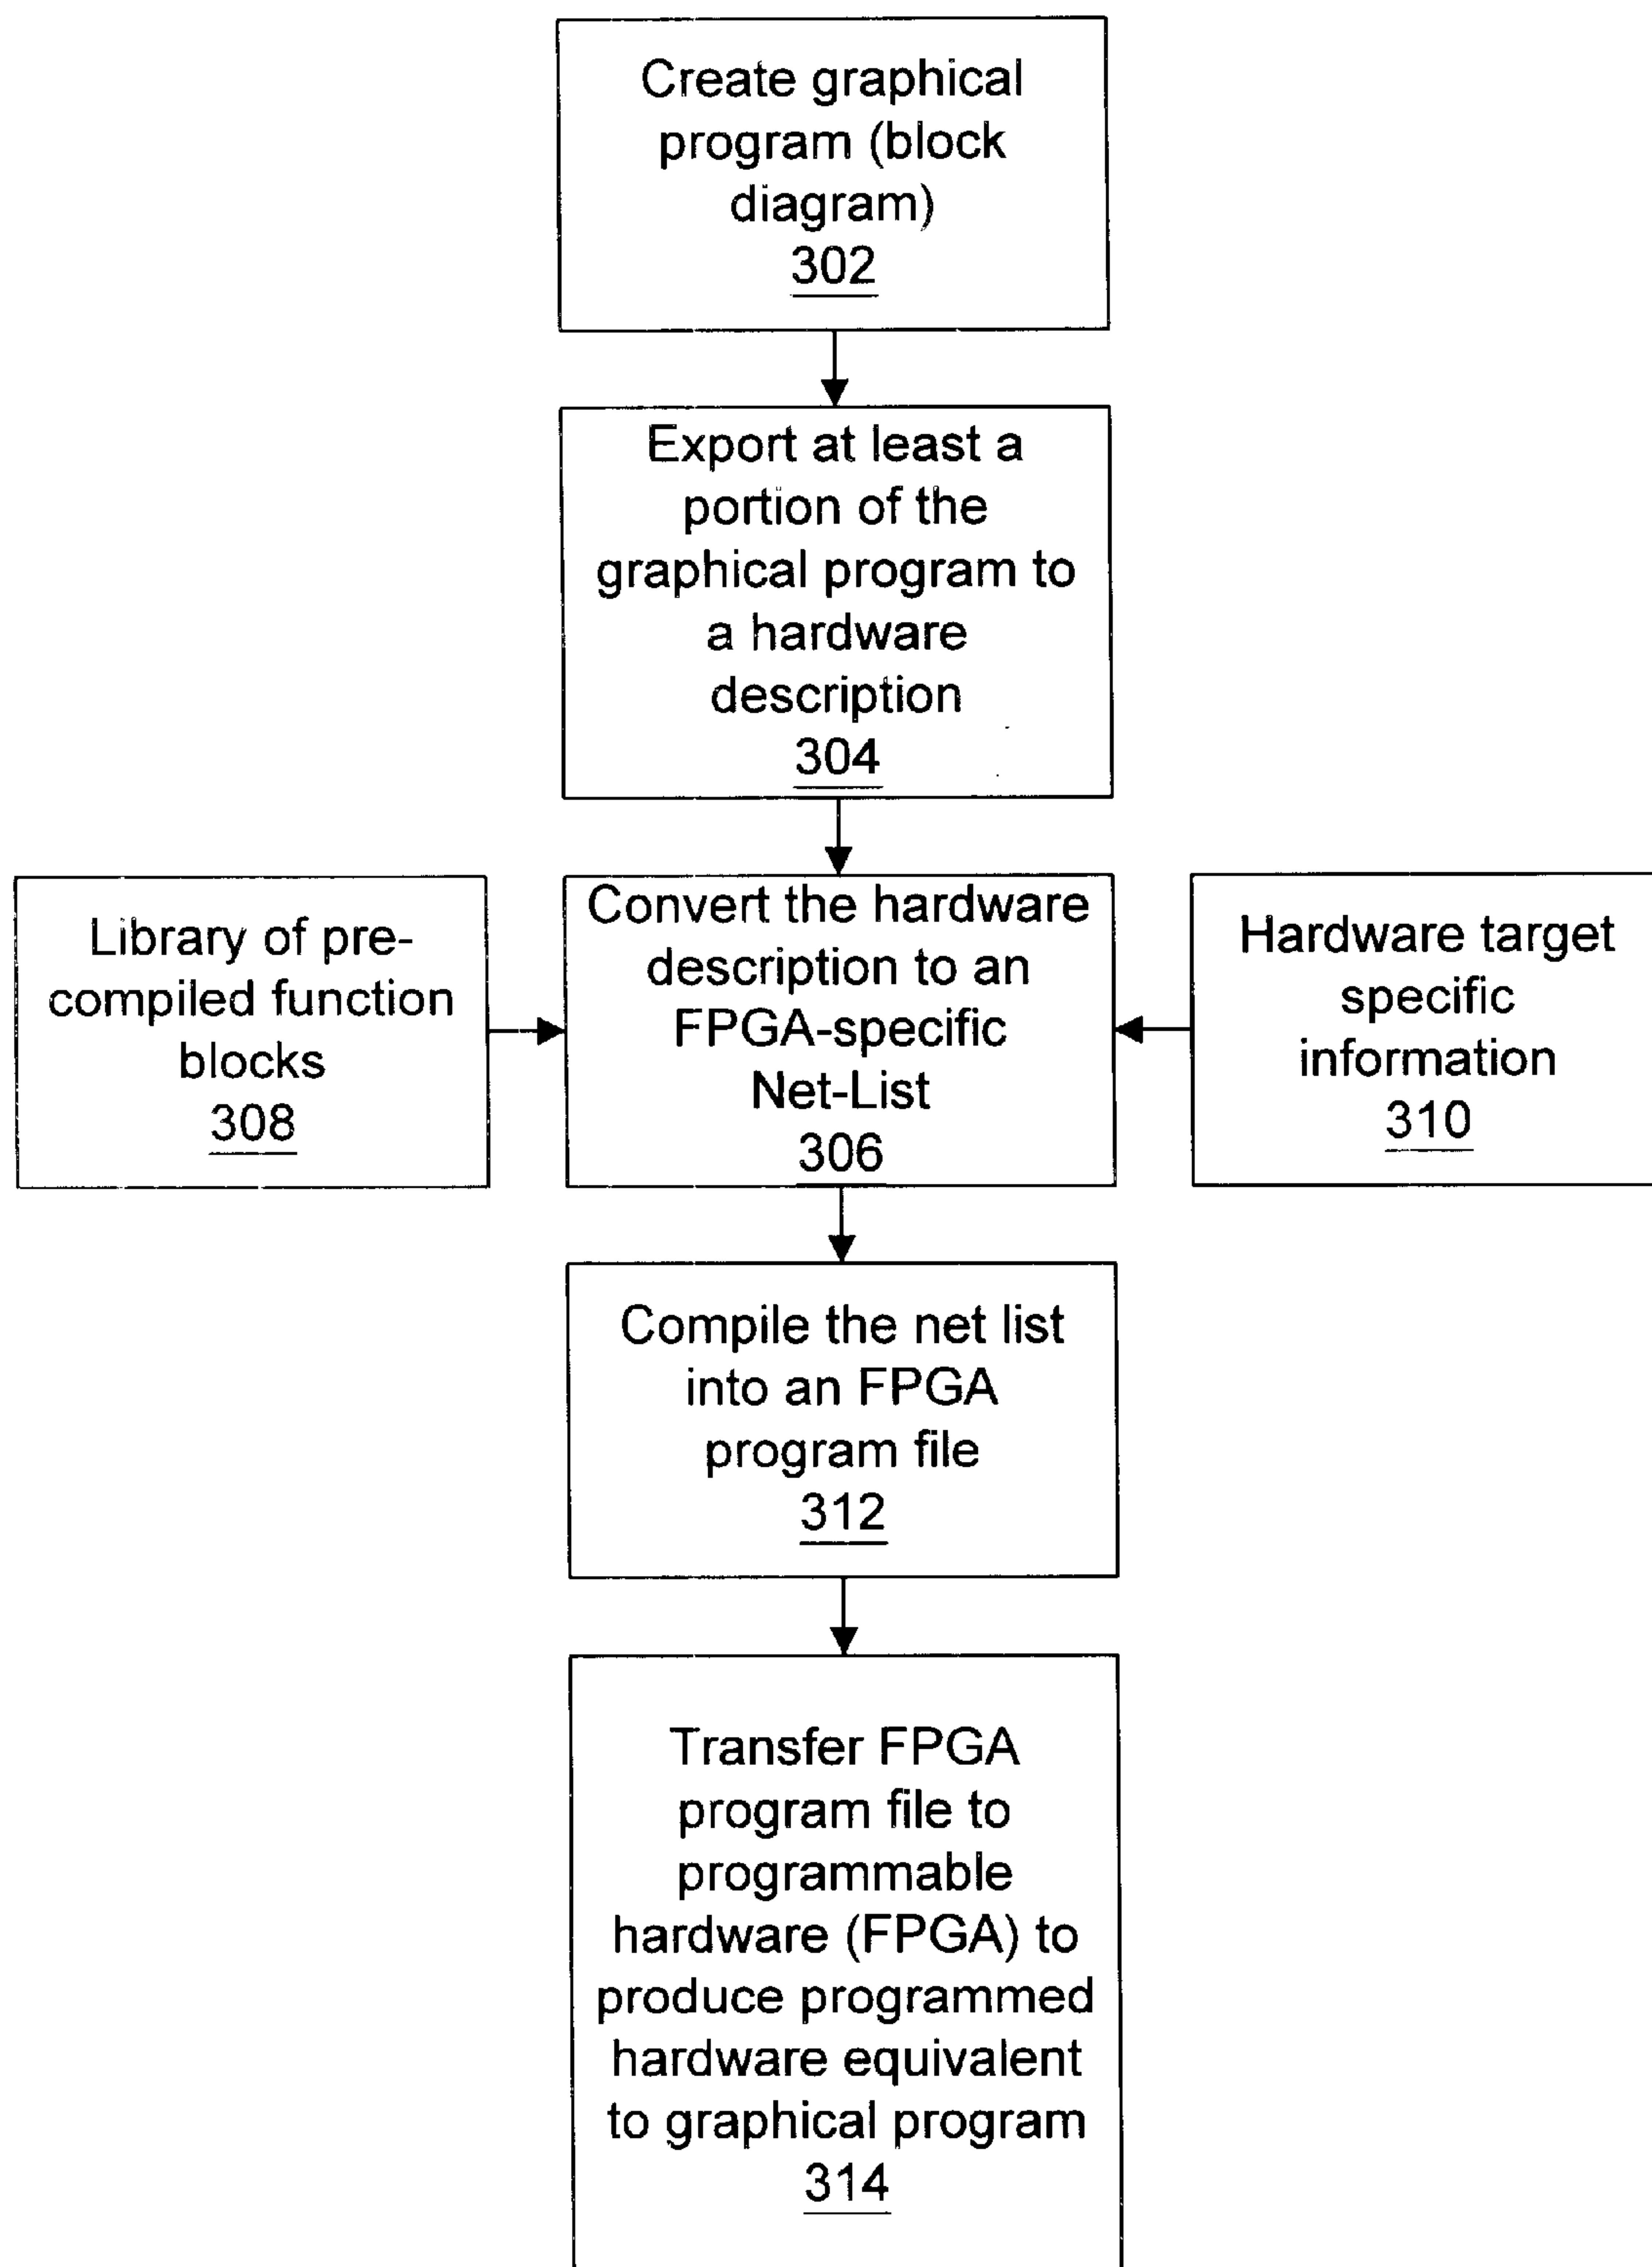 Create graphical
program (block
diagram)
302
Export at least a
portion of the
graphical program to
a hardware
description
304
Library of pre-
compiled function
blocks
308
Convert the hardware
description to an
FPGA-specific
Net-List
306
Hardware target
specific
information
310
Compile the net list
into an FPGA
program file
312
Transfer FPGA
program file to
programmable
hardware (FPGA) to
produce programmed
hardware equivalent
to graphical program
314